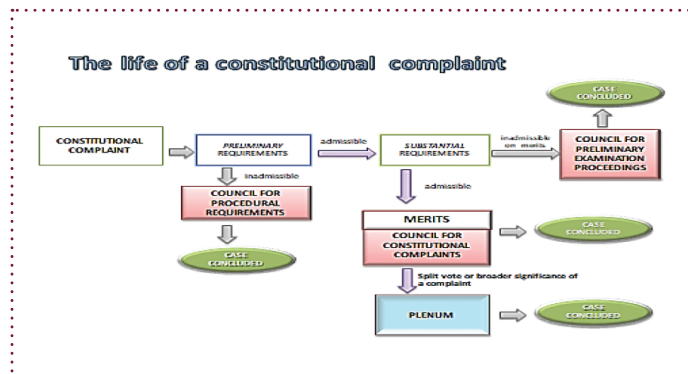 The life of a constitutional complaint
CASE
CONCLUDED
CONSTITUTIONAL
COMPLAINT
PRELIMINARY
REQUIREMENTS
admissible
SUBSTANTIAL
REQUIREMENTS
inadmissible
on merits
COUNCIL FOR
PRELIMINARY
EXAMINATION
PROCEEDINGS
inadmissible
COUNCIL FOR
PROCEDURAL
REQUIREMENTS
CASE
CONCLUDED
admissible
MERITS
COUNCIL FOR
CONSTITUTIONAL
COMPLAINTS
CASE
CONCLUDED
Split vote or broader significance of
a complaint
PLENUM
CASE
CONCLUDED